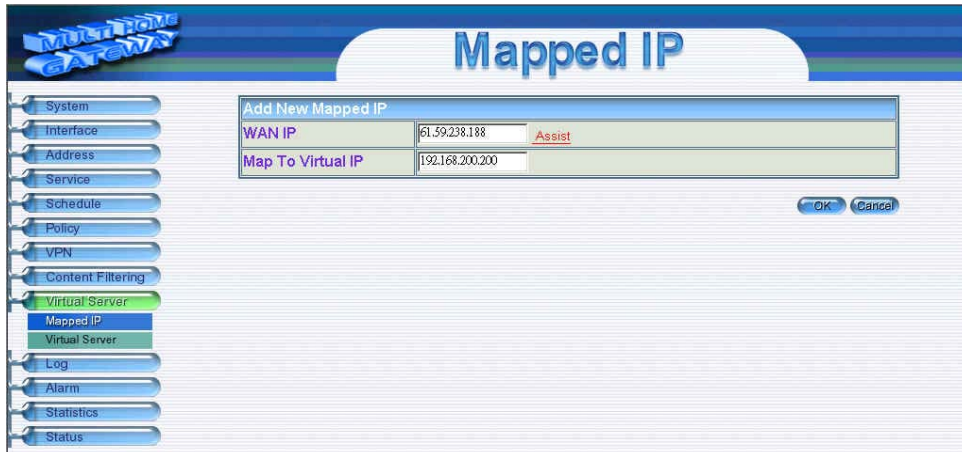 MULTI HOME
GATEWAY
Mapped IP
System
Interface
Address
Service
Schedule
Policy
VPN
Content Filtering
Virtual Server
Mapped IP
Virtual Server
Log
Alarm
Statistics
Status
Add New Mapped IP
WAN IP 61.59.238.188 Assist
Map To Virtual IP 192.168.200.200
OK Cancel